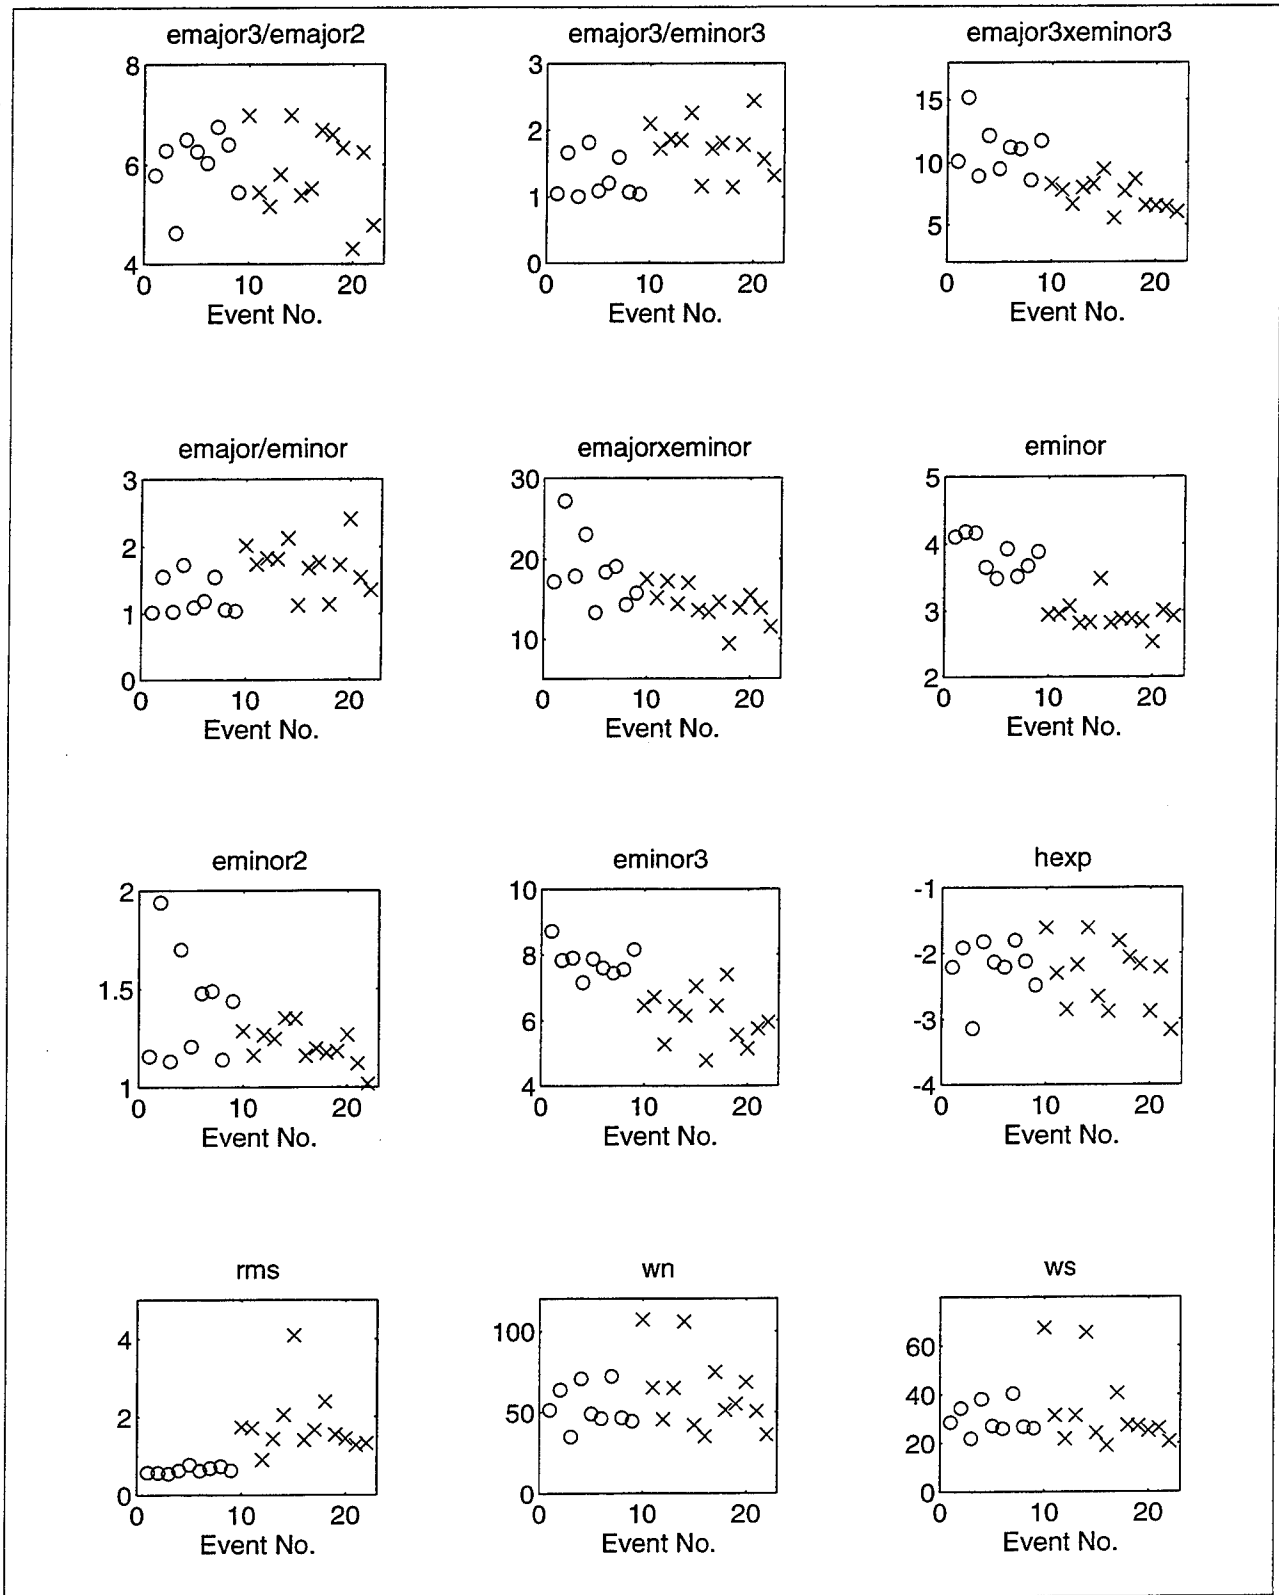 emajor3/emajor2 emajor3/eminor3 emajor3xeminor3
8 3 15
6 2 10
4 1 5
0
0 10 20 0 10 20 0 10 20
Event No. Event No. Event No.
emajor/eminor emajorxeminor eminor
3 30 5
2 20 4
1 10 3
0 2
0 10 20 0 10 20 0 10 20
Event No. Event No. Event No.
eminor2 eminor3 hexp
2 10 -1
8 -2
1.5
6 -3
1 4 -4
0 10 20 0 10 20 0 10 20
Event No. Event No. Event No.
rms wn ws
4 100 60
2 50 40
20
0 0 0
0 10 20 0 10 20 0 10 20
Event No. Event No. Event No.